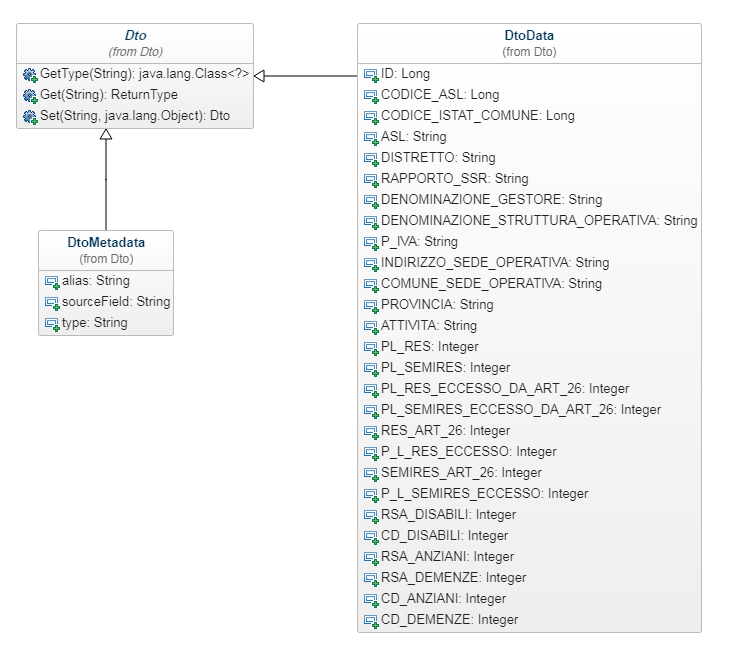 Dto
(from Dto)
GetType(String): java.lang.Class<?>
Get(String): ReturnType
Set(String, java.lang.Object): Dto
DtoMetadata
(from Dto)
alias: String
sourceField: String
type: String
DtoData
(from Dto)
ID: Long
CODICE_ASL: Long
CODICE_ISTAT_COMUNE: Long
ASL: String
DISTRETTO: String
RAPPORTO_SSR: String
DENOMINAZIONE_GESTORE: String
DENOMINAZIONE_STRUTTURA_OPERATIVA: String
P_IVA: String
INDIRIZZO_SEDE_OPERATIVA: String
COMUNE_SEDE_OPERATIVA: String
PROVINCIA: String
ATTIVITA: String
PL_RES: Integer
PL_SEMIRES: Integer
PL_RES_ECCESSO_DA_ART_26: Integer
PL_SEMIRES_ECCESSO_DA_ART_26: Integer
RES_ART_26: Integer
P_L_RES_ECCESSO: Integer
SEMIRES_ART_26: Integer
P_L_SEMIRES_ECCESSO: Integer
RSA_DISABILI: Integer
CD_DISABILI: Integer
RSA_ANZIANI: Integer
RSA_DEMENZE: Integer
CD_ANZIANI: Integer
CD_DEMENZE: Integer